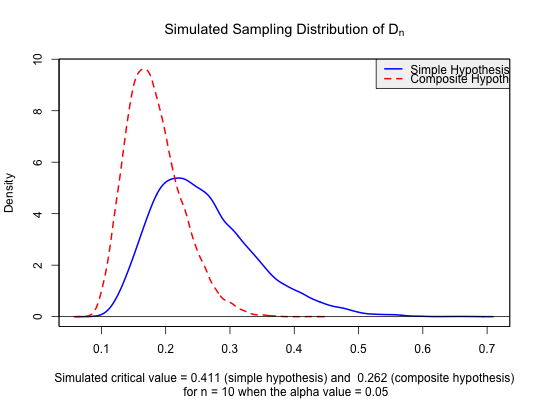 Simulated Sampling Distribution of Dn
Simple Hypothesis
Composite Hypoth
Density
10
8
6
4
2
0
0.1 0.2 0.3 0.4 0.5 0.6 0.7
Simulated critical value = 0.411 (simple hypothesis) and 0.262 (composite hypothesis)
for n = 10 when the alpha value = 0.05